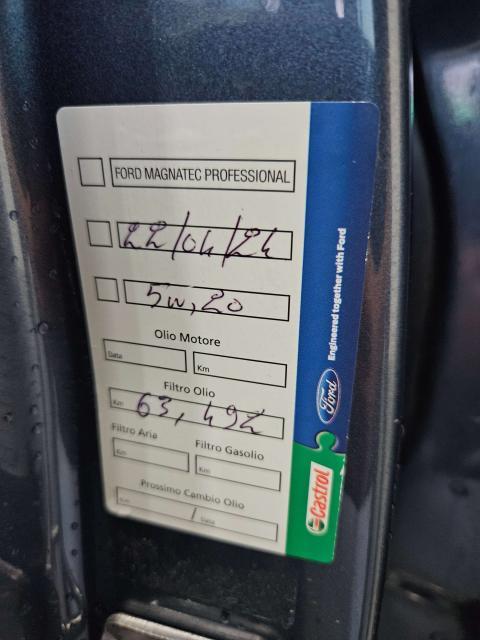 FORD MAGNATEC PROFESSIONAL
22/04/24
5w,20
Olio Motore
Data Km
Filtro Olio
Km 63,492
Filtro Aria Filtro Gasolio
Km Km
Prossimo Cambio Olio
Km / Data
Engineered together with Ford
Ford
Castrol